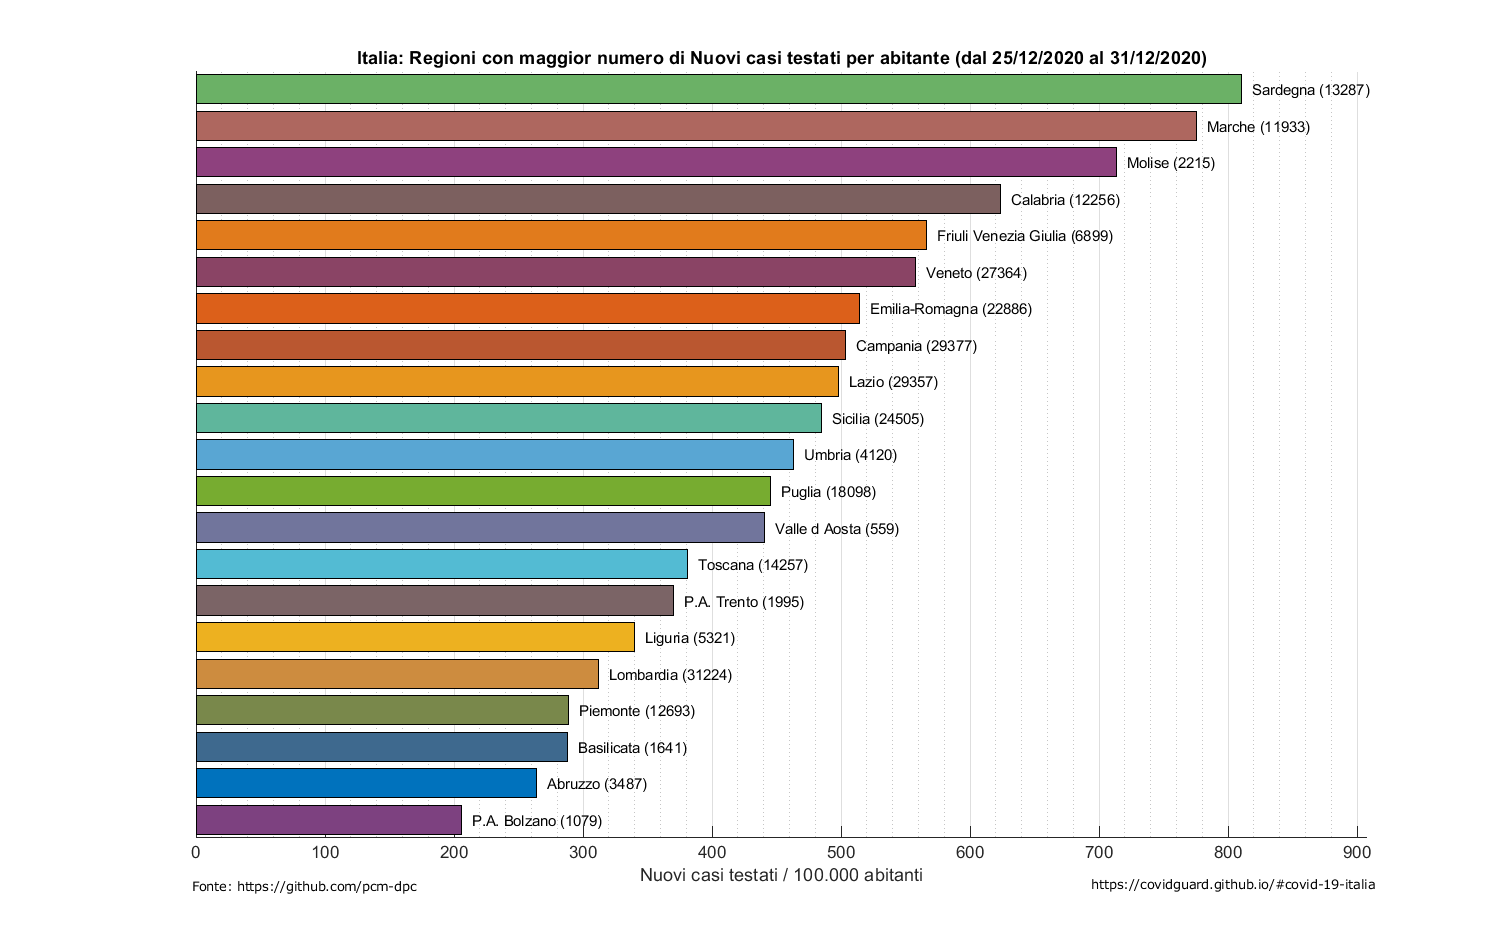 Italia: Regioni con maggior numero di Nuovi casi testati per abitante (dal 25/12/2020 al 31/12/2020)
Sardegna (13287)
Marche (11933)
Molise (2215)
Calabria (12256)
Friuli Venezia Giulia (6899)
Veneto (27364)
Emilia-Romagna (22886)
Campania (29377)
Lazio (29357)
Sicilia (24505)
Umbria (4120)
Puglia (18098)
Valle d Aosta (559)
Toscana (14257)
P.A. Trento (1995)
Liguria (5321)
Lombardia (31224)
Piemonte (12693)
Basilicata (1641)
Abruzzo (3487)
P.A. Bolzano (1079)
0 100 200 300 400 500 600 700 800 900
Nuovi casi testati / 100.000 abitanti
Fonte: https://github.com/pcm-dpc
https://covidguard.github.io/#covid-19-italia